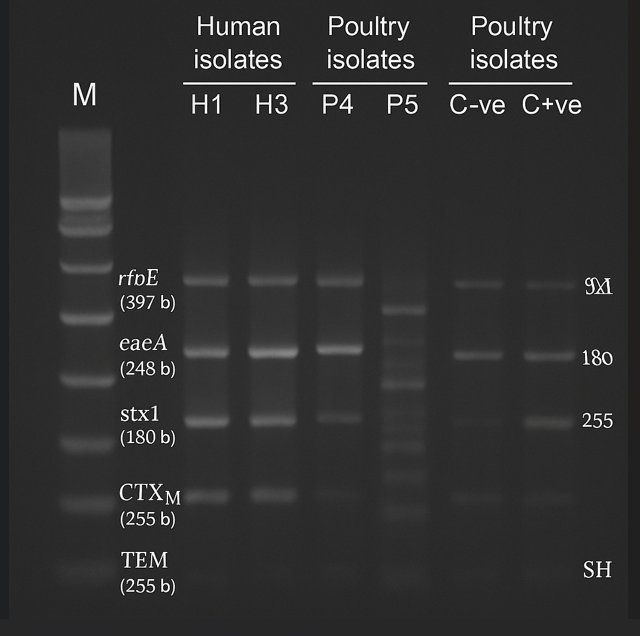 Human isolates
Poultry isolates
Poultry isolates
M
H1
H3
P4
P5
C-ve
C+ve
rfbE
(397 b)
eaeA
(248 b)
180
stx1
(180 b)
255
CTXM
(255 b)
TEM
(255 b)
SH